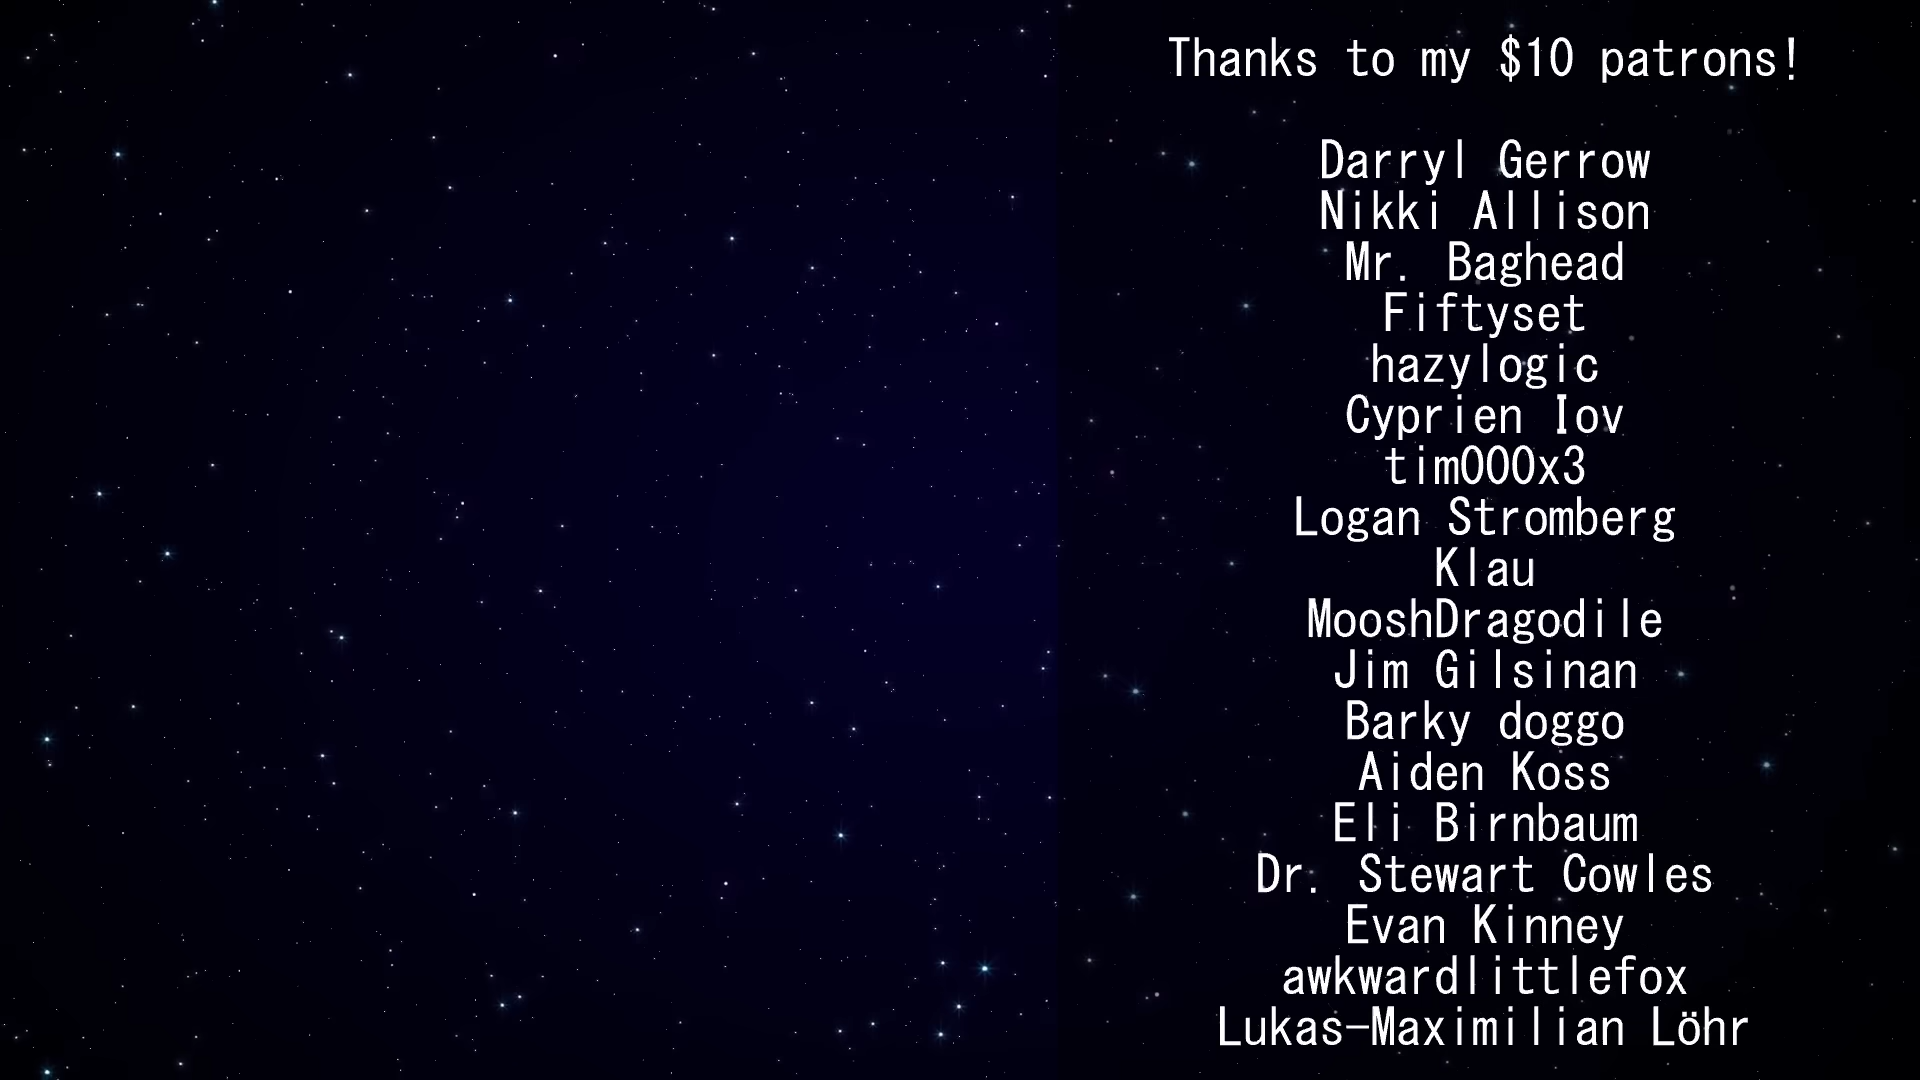 Thanks to my $10 patrons!
Darryl Gerrow
Nikki Allison
Mr. Baghead
Fiftyset
hazylogic
Cyprien Iov
tim000x3
Logan Stromberg
Klau
MooshDragodile
Jim Gilsinan
Barky doggo
Aiden Koss
Eli Birnbaum
Dr. Stewart Cowles
Evan Kinney
awkwardlittlefox
Lukas-Maximilian Löhr